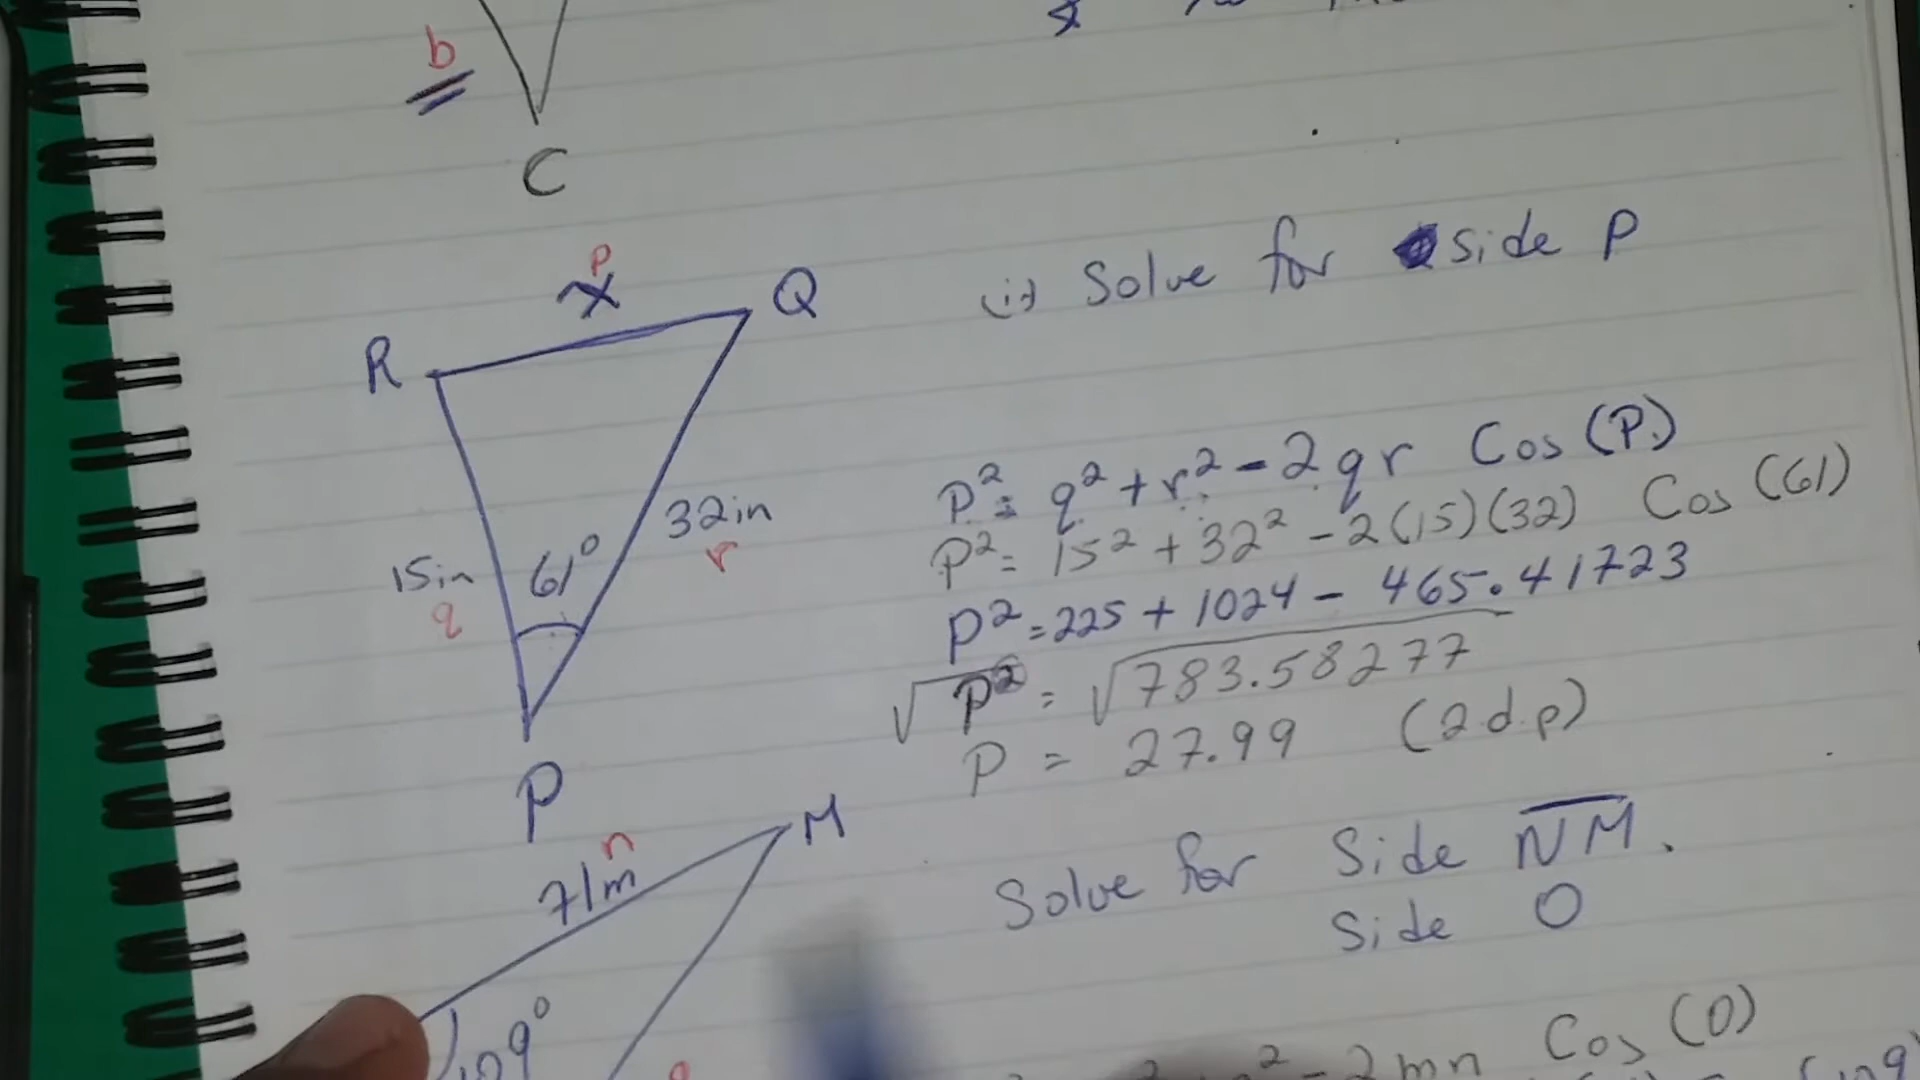 b
C
p
x
R
Q
(ii) Solve for side P
15in
q
61°
32in
r
P
P² = q² + r² - 2qr Cos (P)
P² = 15² + 32² - 2(15)(32) Cos (61)
P² = 225 + 1024 - 465.41723
√P² = √783.58277
P = 27.99 (2 d.p)
n
71m
M
109°
Solve for Side NM.
Side O
² - 2mn Cos (O)